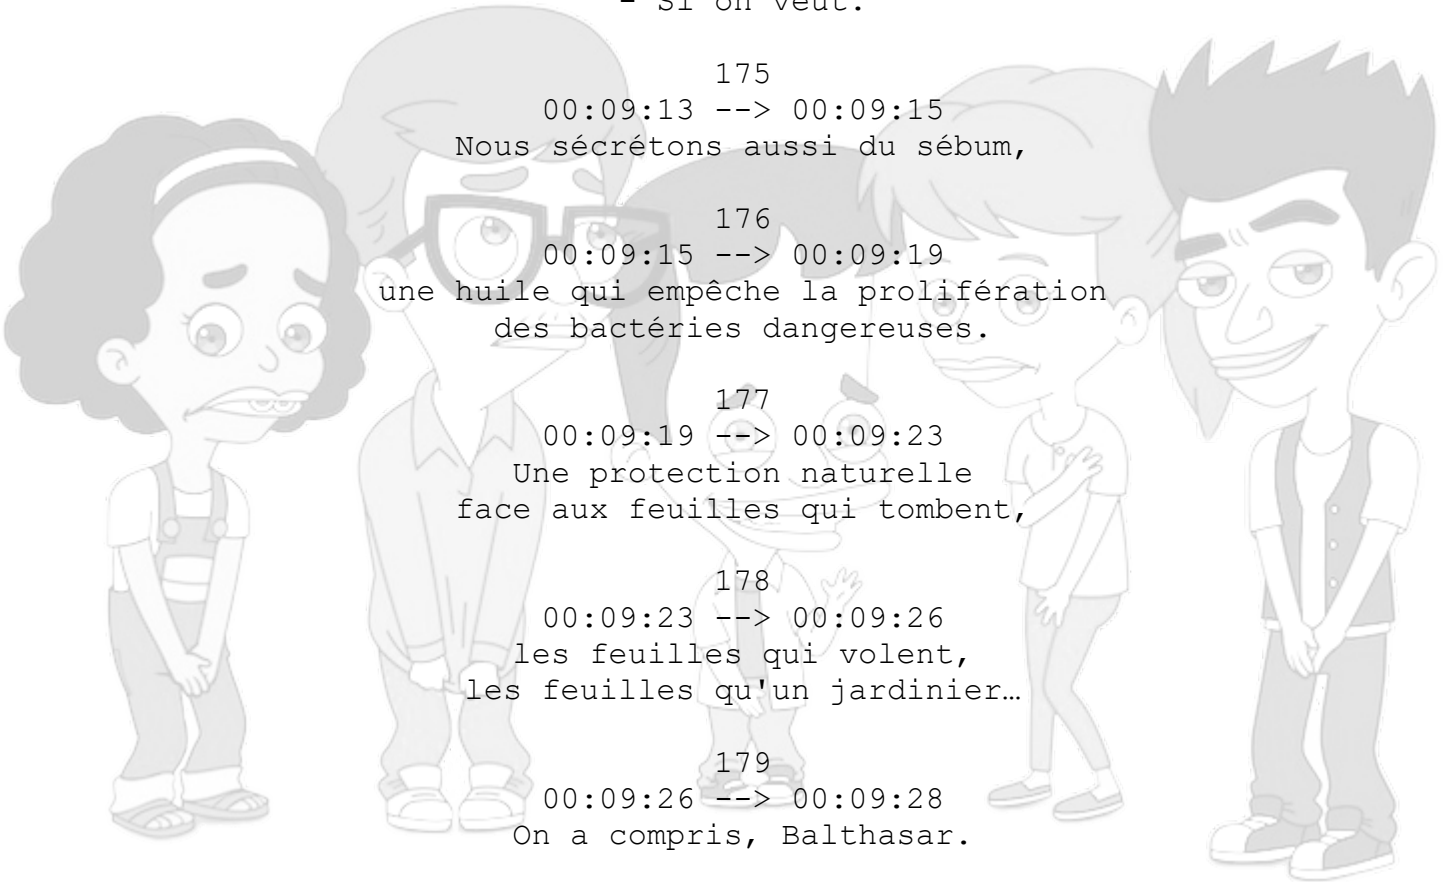 - Si on veut.
175
00:09:13 --> 00:09:15
Nous sécrétons aussi du sébum,
176
00:09:15 --> 00:09:19
une huile qui empêche la prolifération
des bactéries dangereuses.
177
00:09:19 --> 00:09:23
Une protection naturelle
face aux feuilles qui tombent,
178
00:09:23 --> 00:09:26
les feuilles qui volent,
les feuilles qu'un jardinier…
179
00:09:26 --> 00:09:28
On a compris, Balthasar.